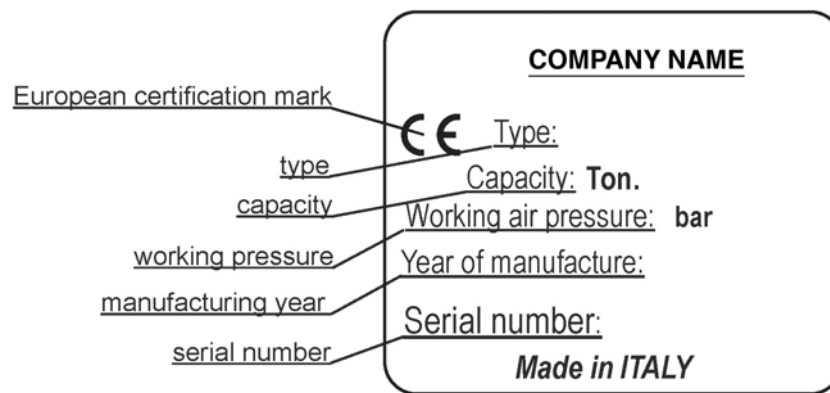 COMPANY NAME
European certification mark
CE Type:
type
Capacity: Ton.
capacity
Working air pressure: bar
working pressure
Year of manufacture:
manufacturing year
Serial number:
serial number
Made in ITALY